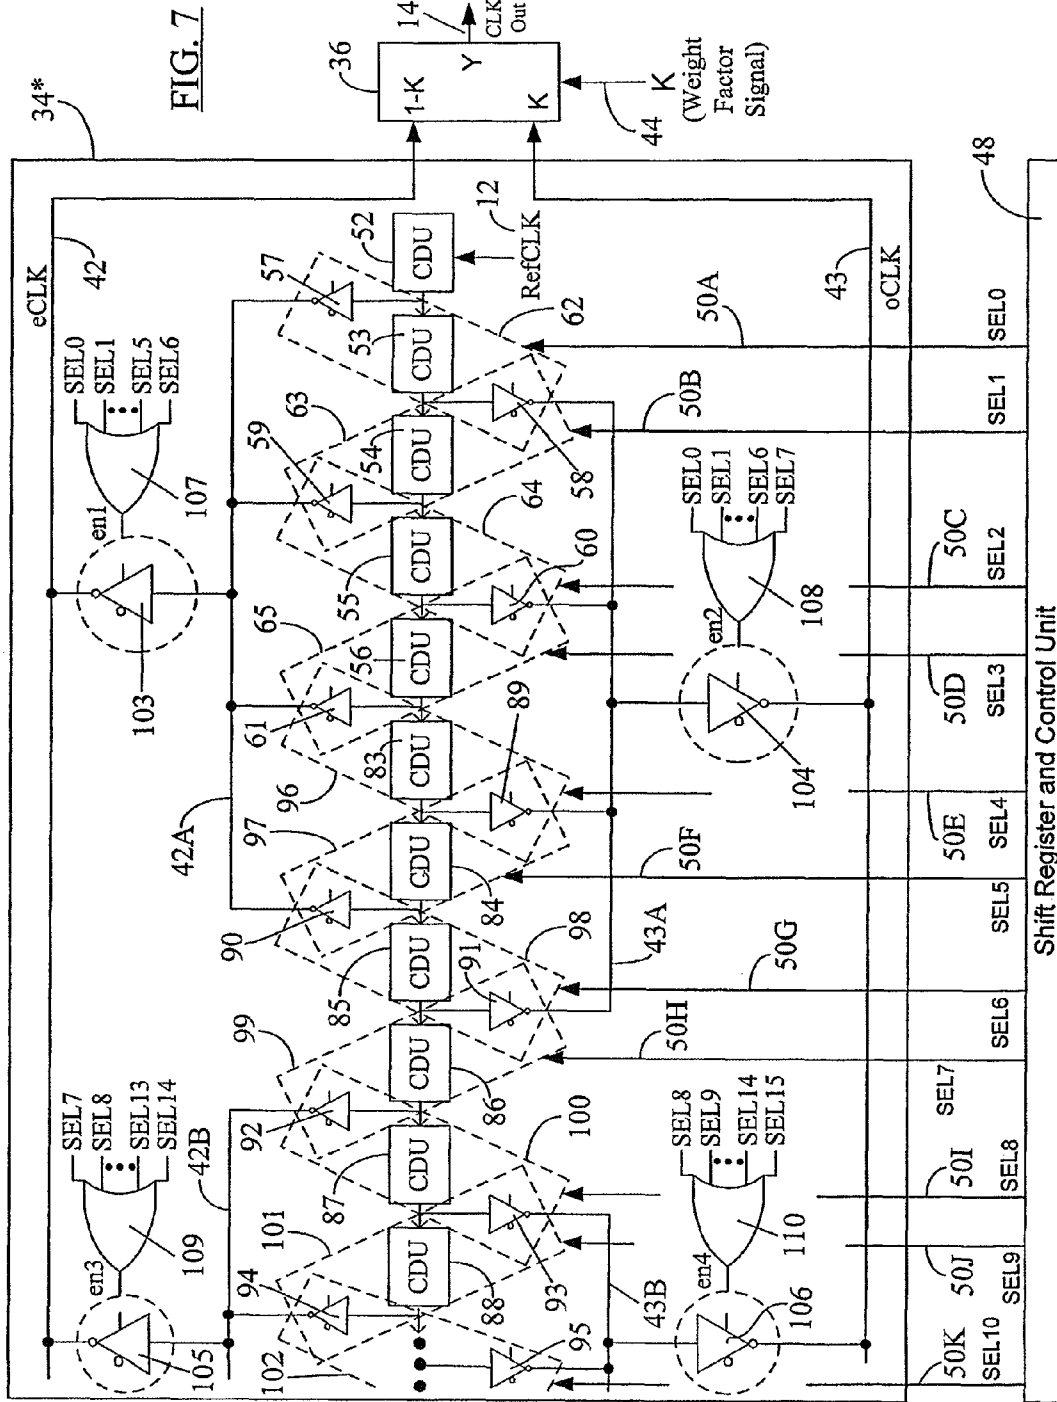 FIG. 7
34*
eCLK
42
SEL0
SEL1
SEL5
SEL6
107
en1
103
42A
SEL7
SEL8
SEL13
SEL14
109
en3
105
42B
36
1-K
Y
K
14
CLK
Out
44
K
(Weight
Factor
Signal)
52
CDU
12
RefCLK
57
53
CDU
62
63
54
CDU
58
59
55
CDU
64
60
65
56
CDU
61
83
CDU
96
89
97
84
CDU
90
85
CDU
98
91
99
86
CDU
92
87
CDU
100
101
88
CDU
93
94
102
95
43A
43B
43
oCLK
SEL0
SEL1
SEL6
SEL7
108
en2
104
SEL8
SEL9
SEL14
SEL15
110
en4
106
50A
SEL0
50B
SEL1
50C
SEL2
50D
SEL3
50E
SEL4
50F
SEL5
50G
SEL6
50H
SEL7
50I
SEL8
50J
SEL9
50K
SEL10
48
Shift Register and Control Unit